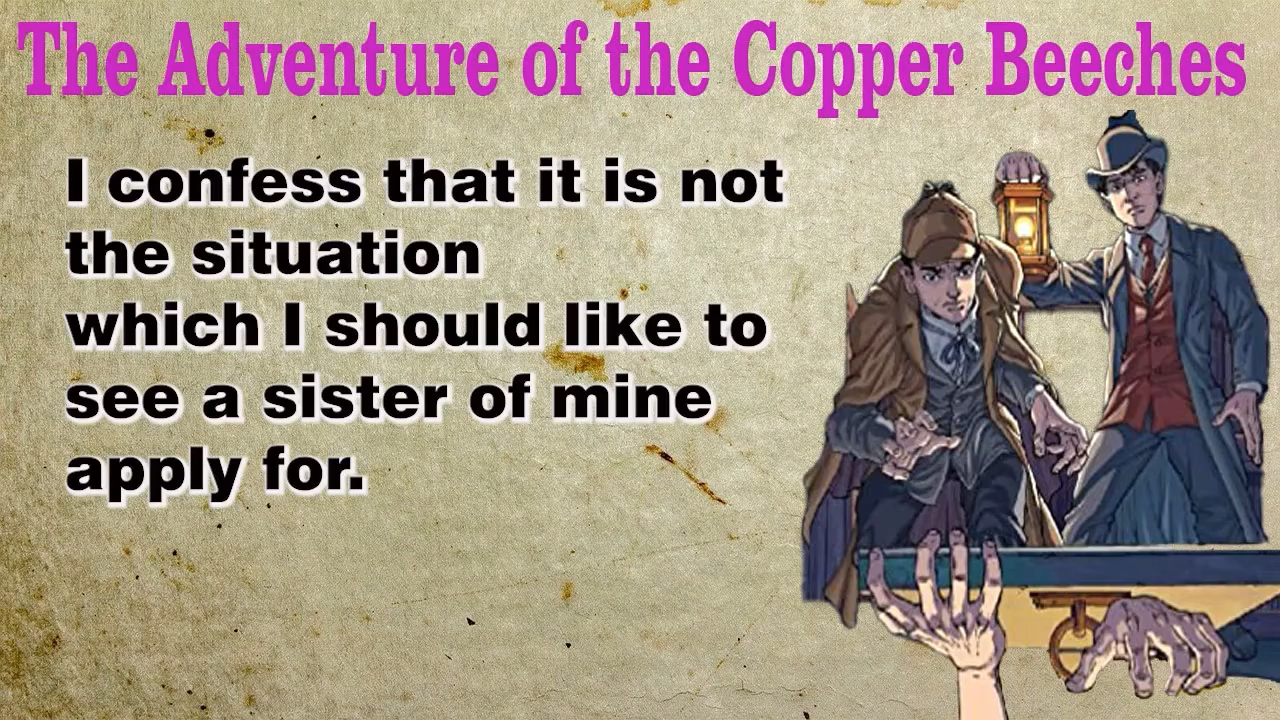 The Adventure of the Copper Beeches
I confess that it is not
the situation
which I should like to
see a sister of mine
apply for.